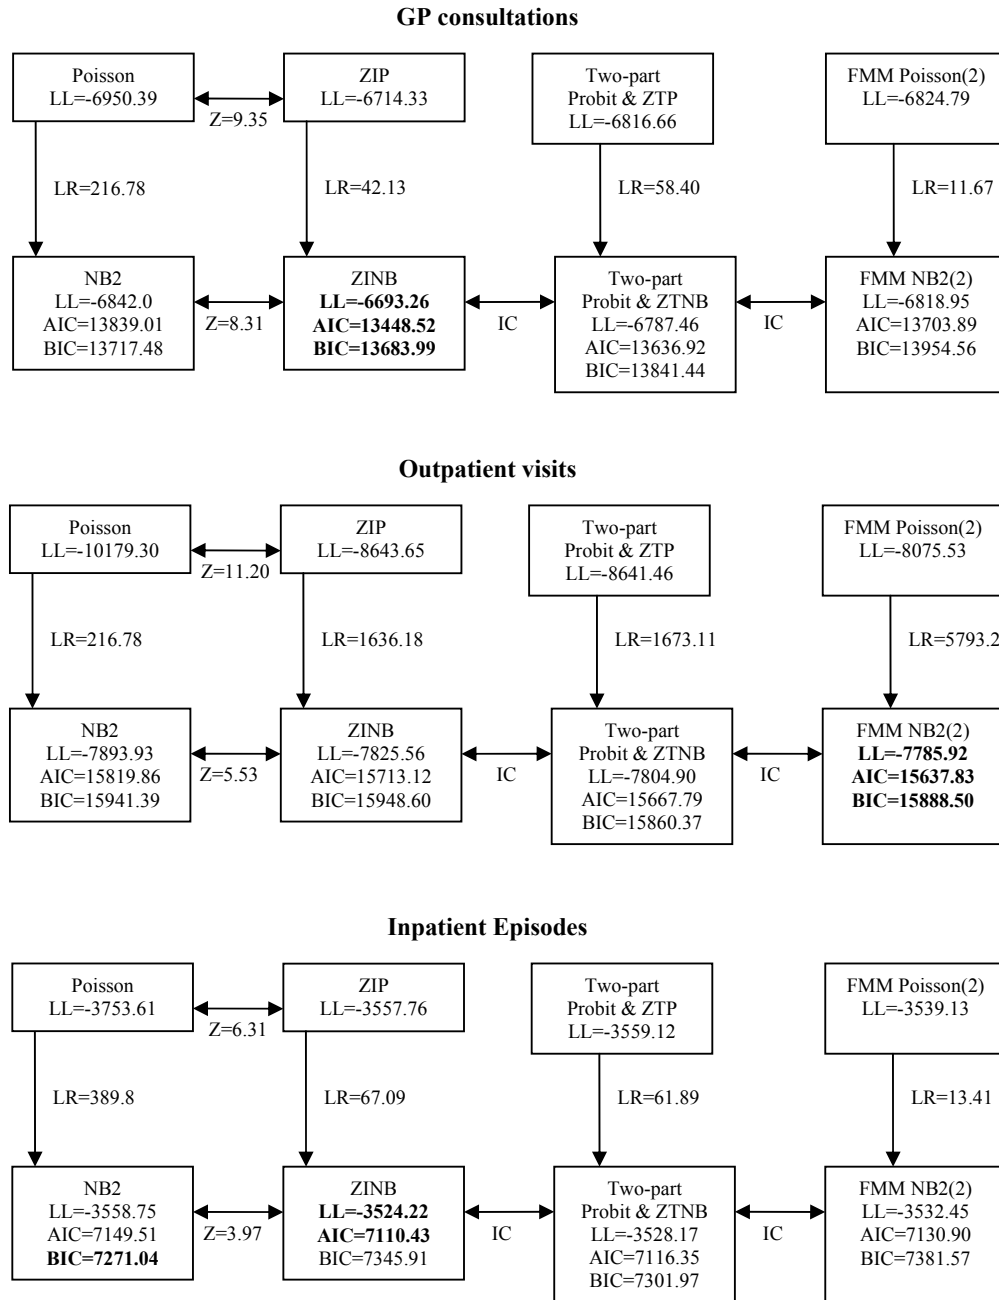 GP consultations
Poisson
LL=-6950.39
Z=9.35
ZIP
LL=-6714.33
Two-part
Probit & ZTP
LL=-6816.66
FMM Poisson(2)
LL=-6824.79
LR=216.78
LR=42.13
LR=58.40
LR=11.67
NB2
LL=-6842.0
AIC=13839.01
BIC=13717.48
Z=8.31
ZINB
LL=-6693.26
AIC=13448.52
BIC=13683.99
IC
Two-part
Probit & ZTNB
LL=-6787.46
AIC=13636.92
BIC=13841.44
IC
FMM NB2(2)
LL=-6818.95
AIC=13703.89
BIC=13954.56
Outpatient visits
Poisson
LL=-10179.30
Z=11.20
ZIP
LL=-8643.65
Two-part
Probit & ZTP
LL=-8641.46
FMM Poisson(2)
LL=-8075.53
LR=216.78
LR=1636.18
LR=1673.11
LR=5793.2
NB2
LL=-7893.93
AIC=15819.86
BIC=15941.39
Z=5.53
ZINB
LL=-7825.56
AIC=15713.12
BIC=15948.60
IC
Two-part
Probit & ZTNB
LL=-7804.90
AIC=15667.79
BIC=15860.37
IC
FMM NB2(2)
LL=-7785.92
AIC=15637.83
BIC=15888.50
Inpatient Episodes
Poisson
LL=-3753.61
Z=6.31
ZIP
LL=-3557.76
Two-part
Probit & ZTP
LL=-3559.12
FMM Poisson(2)
LL=-3539.13
LR=389.8
LR=67.09
LR=61.89
LR=13.41
NB2
LL=-3558.75
AIC=7149.51
BIC=7271.04
Z=3.97
ZINB
LL=-3524.22
AIC=7110.43
BIC=7345.91
IC
Two-part
Probit & ZTNB
LL=-3528.17
AIC=7116.35
BIC=7301.97
IC
FMM NB2(2)
LL=-3532.45
AIC=7130.90
BIC=7381.57